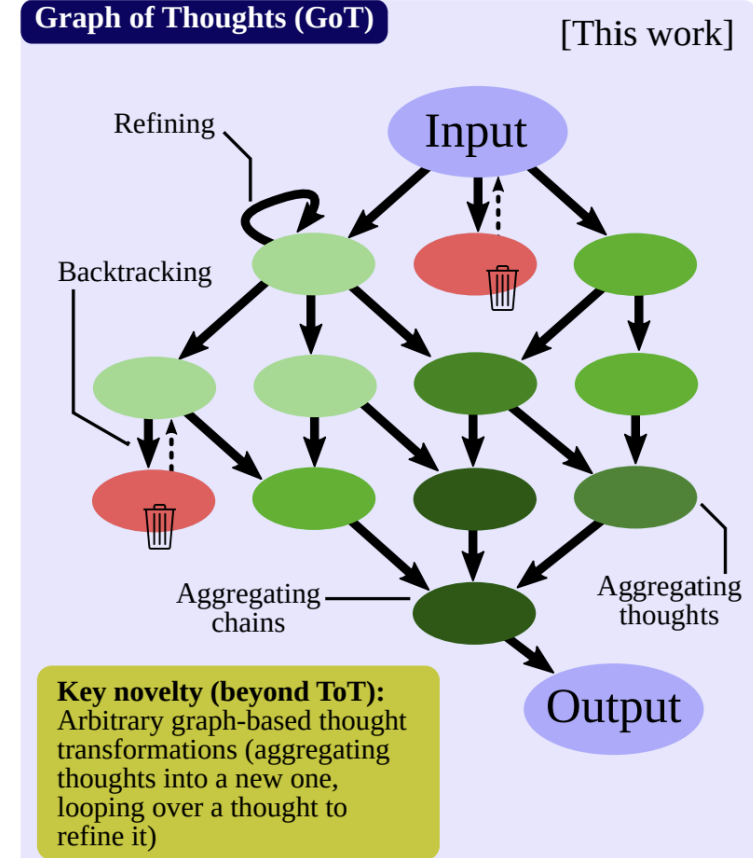 Graph of Thoughts (GoT)
[This work]
Refining
Input
Backtracking
Aggregating
chains
Aggregating
thoughts
Output
Key novelty (beyond ToT):
Arbitrary graph-based thought
transformations (aggregating
thoughts into a new one,
looping over a thought to
refine it)